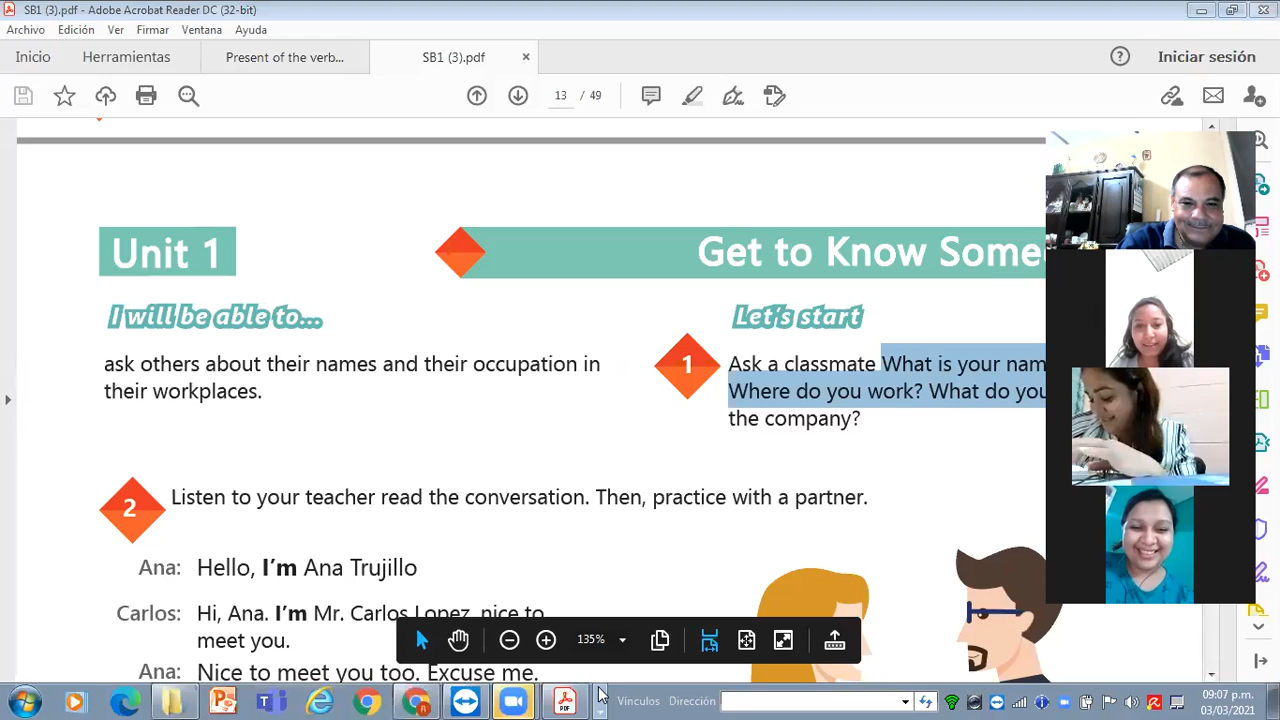 SB1 (3).pdf - Adobe Acrobat Reader DC (32-bit)
Archivo Edición Ver Firmar Ventana Ayuda
Inicio Herramientas Present of the verb... SB1 (3).pdf × Iniciar sesión
13 / 49
Unit 1
Get to Know Some
I will be able to...
Let's start
ask others about their names and their occupation in
their workplaces.
1
Ask a classmate What is your nam
Where do you work? What do you
the company?
2
Listen to your teacher read the conversation. Then, practice with a partner.
Ana: Hello, I'm Ana Trujillo
Carlos: Hi, Ana. I'm Mr. Carlos Lopez, nice to
meet you.
Ana: Nice to meet you too. Excuse me.
135%
Vínculos Dirección
09:07 p.m.
03/03/2021